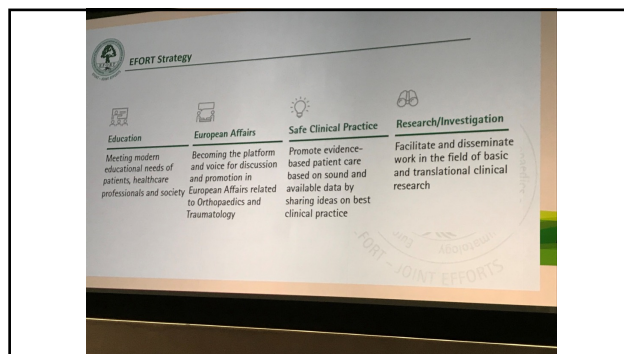 EFORT Strategy
EFORT
Education
Meeting modern
educational needs of
patients, healthcare
professionals and society
European Affairs
Becoming the platform
and voice for discussion
and promotion in
European Affairs related
to Orthopaedics and
Traumatology
Safe Clinical Practice
Promote evidence-
based patient care
based on sound and
available data by
sharing ideas on best
clinical practice
Research/Investigation
Facilitate and disseminate
work in the field of basic
and translational clinical
research
EFORT - JOINT EFFORTS